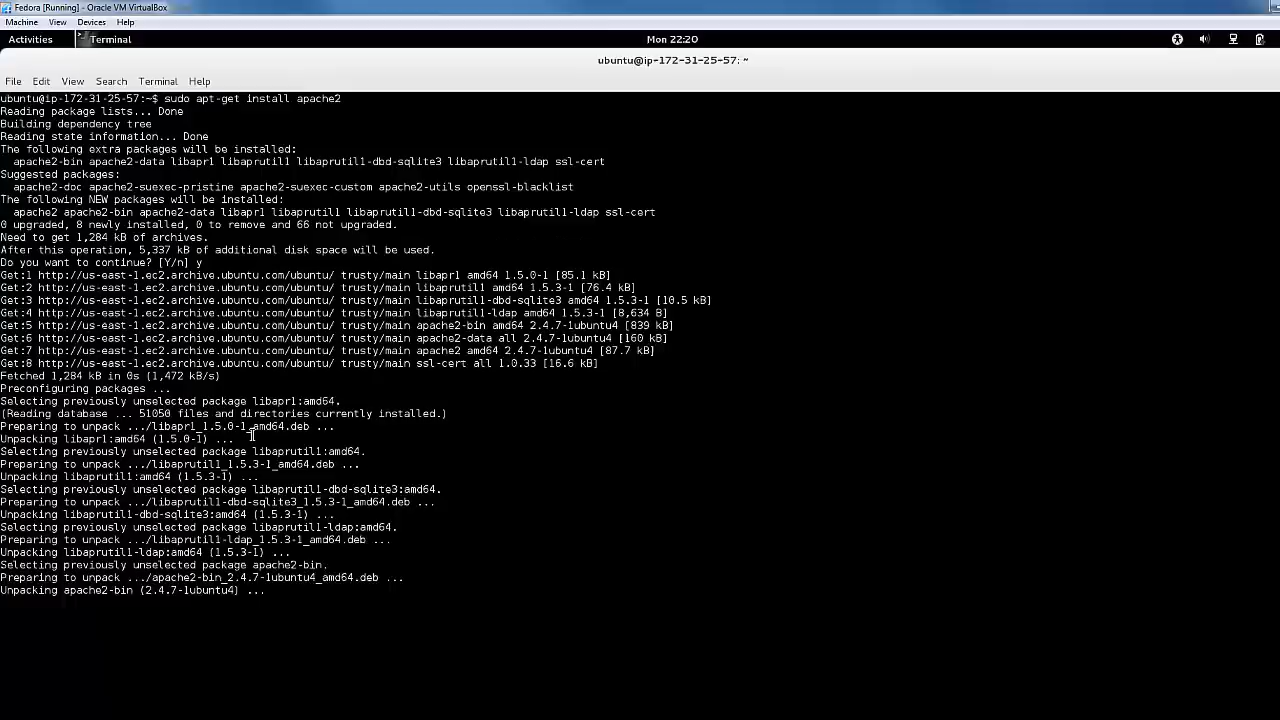 Fedora [Running] - Oracle VM VirtualBox
Machine View Devices Help
Activities Terminal Mon 22:20
ubuntu@ip-172-31-25-57: ~
File Edit View Search Terminal Help
ubuntu@ip-172-31-25-57:~$ sudo apt-get install apache2
Reading package lists... Done
Building dependency tree
Reading state information... Done
The following extra packages will be installed:
  apache2-bin apache2-data libapr1 libaprutil1 libaprutil1-dbd-sqlite3 libaprutil1-ldap ssl-cert
Suggested packages:
  apache2-doc apache2-suexec-pristine apache2-suexec-custom apache2-utils openssl-blacklist
The following NEW packages will be installed:
  apache2 apache2-bin apache2-data libapr1 libaprutil1 libaprutil1-dbd-sqlite3 libaprutil1-ldap ssl-cert
0 upgraded, 8 newly installed, 0 to remove and 66 not upgraded.
Need to get 1,284 kB of archives.
After this operation, 5,337 kB of additional disk space will be used.
Do you want to continue? [Y/n] y
Get:1 http://us-east-1.ec2.archive.ubuntu.com/ubuntu/ trusty/main libapr1 amd64 1.5.0-1 [85.1 kB]
Get:2 http://us-east-1.ec2.archive.ubuntu.com/ubuntu/ trusty/main libaprutil1 amd64 1.5.3-1 [76.4 kB]
Get:3 http://us-east-1.ec2.archive.ubuntu.com/ubuntu/ trusty/main libaprutil1-dbd-sqlite3 amd64 1.5.3-1 [10.5 kB]
Get:4 http://us-east-1.ec2.archive.ubuntu.com/ubuntu/ trusty/main libaprutil1-ldap amd64 1.5.3-1 [8,634 B]
Get:5 http://us-east-1.ec2.archive.ubuntu.com/ubuntu/ trusty/main apache2-bin amd64 2.4.7-1ubuntu4 [839 kB]
Get:6 http://us-east-1.ec2.archive.ubuntu.com/ubuntu/ trusty/main apache2-data all 2.4.7-1ubuntu4 [160 kB]
Get:7 http://us-east-1.ec2.archive.ubuntu.com/ubuntu/ trusty/main apache2 amd64 2.4.7-1ubuntu4 [87.7 kB]
Get:8 http://us-east-1.ec2.archive.ubuntu.com/ubuntu/ trusty/main ssl-cert all 1.0.33 [16.6 kB]
Fetched 1,284 kB in 0s (1,472 kB/s)
Preconfiguring packages ...
Selecting previously unselected package libapr1:amd64.
(Reading database ... 51050 files and directories currently installed.)
Preparing to unpack .../libapr1_1.5.0-1_amd64.deb ...
Unpacking libapr1:amd64 (1.5.0-1) ...
Selecting previously unselected package libaprutil1:amd64.
Preparing to unpack .../libaprutil1_1.5.3-1_amd64.deb ...
Unpacking libaprutil1:amd64 (1.5.3-1) ...
Selecting previously unselected package libaprutil1-dbd-sqlite3:amd64.
Preparing to unpack .../libaprutil1-dbd-sqlite3_1.5.3-1_amd64.deb ...
Unpacking libaprutil1-dbd-sqlite3:amd64 (1.5.3-1) ...
Selecting previously unselected package libaprutil1-ldap:amd64.
Preparing to unpack .../libaprutil1-ldap_1.5.3-1_amd64.deb ...
Unpacking libaprutil1-ldap:amd64 (1.5.3-1) ...
Selecting previously unselected package apache2-bin.
Preparing to unpack .../apache2-bin_2.4.7-1ubuntu4_amd64.deb ...
Unpacking apache2-bin (2.4.7-1ubuntu4) ...